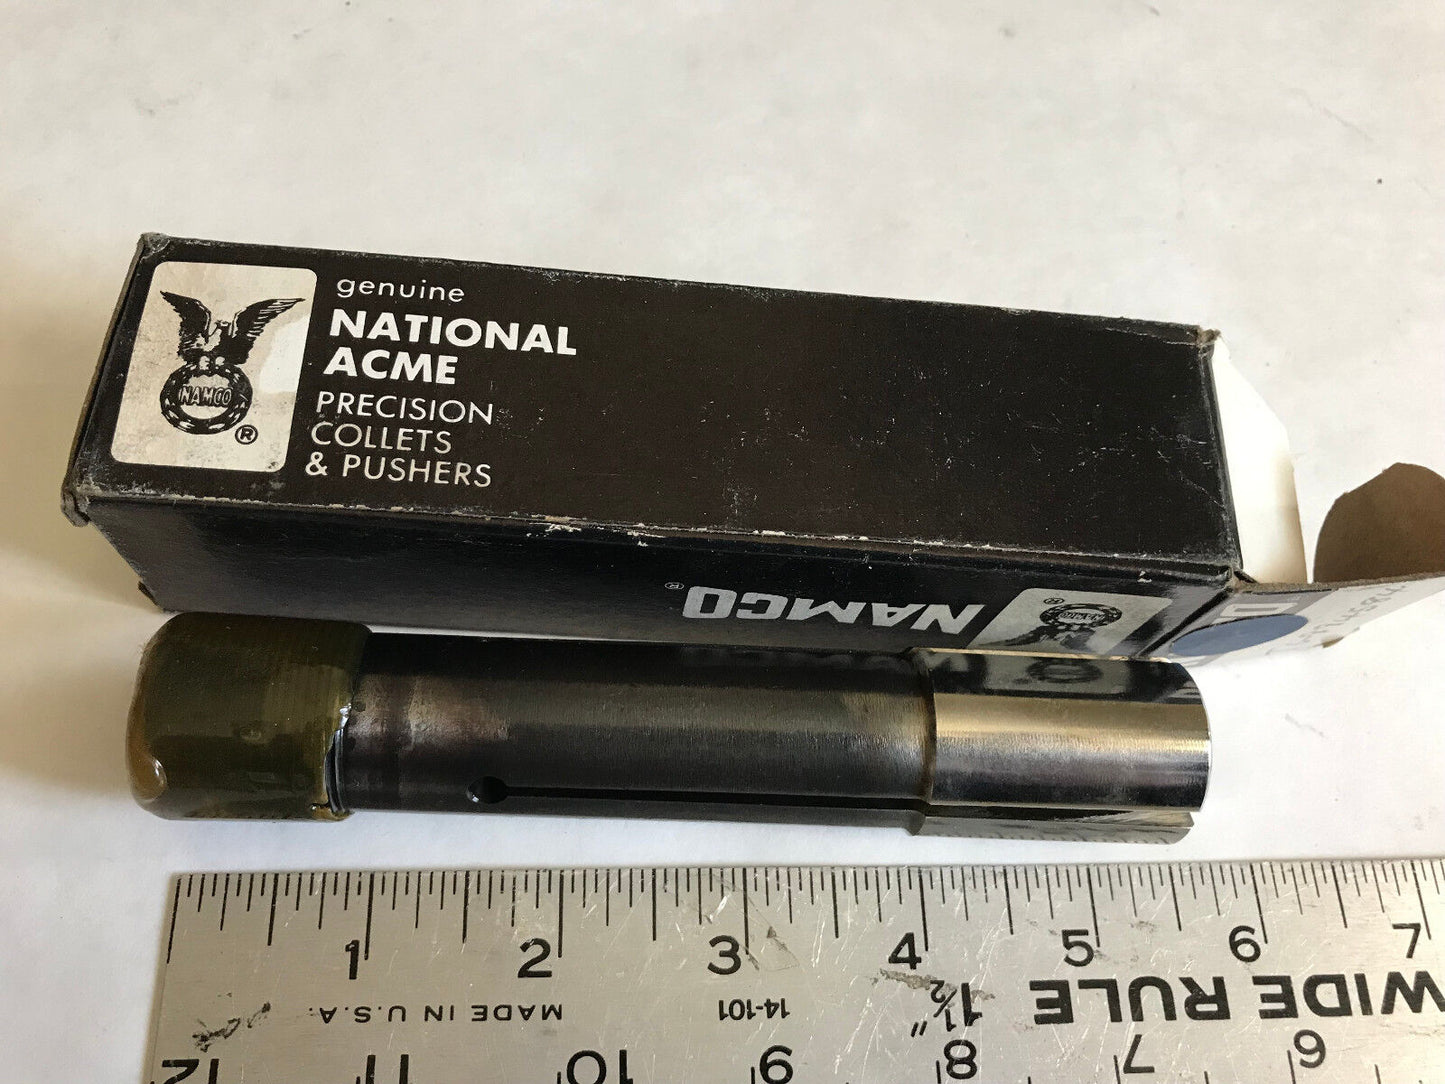 genuine
NATIONAL
ACME
PRECISION
COLLETS
& PUSHERS
NAMCO
®
NAMCO®
1 2 3 4 5 6 7
MADE IN U.S.A. 14-101 1½" WIDE RULE
12 11 10 9 8 7 6